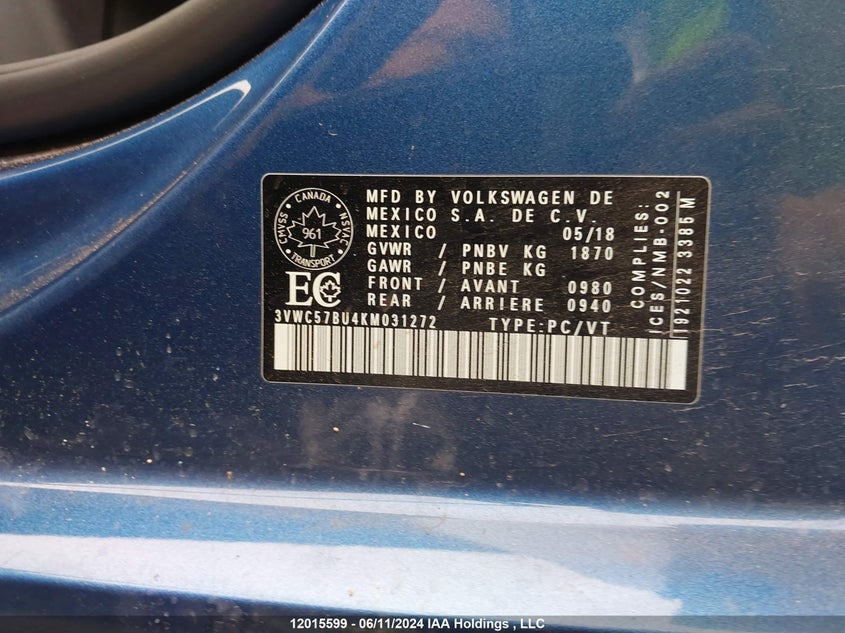 CANADA
CMVSS
961
NSVAC
TRANSPORT
EC
MFD BY VOLKSWAGEN DE
MEXICO S.A. DE C.V.
MEXICO 05/18
GVWR / PNBV KG 1870
GAWR / PNBE KG
FRONT / AVANT 0980
REAR / ARRIERE 0940
3VWC57BU4KM031272 TYPE:PC/VT
COMPLIES:
ICES/NMB-002
1921022 3385 M
12015599 - 06/11/2024 IAA Holdings , LLC